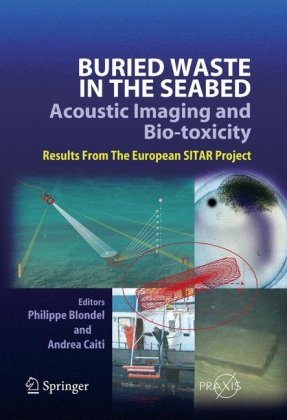 BURIED WASTE
IN THE SEABED
Acoustic Imaging and
Bio-toxicity
Results From The European SITAR Project
Editors
Philippe Blondel
and
Andrea Caiti
Springer
PRAXIS